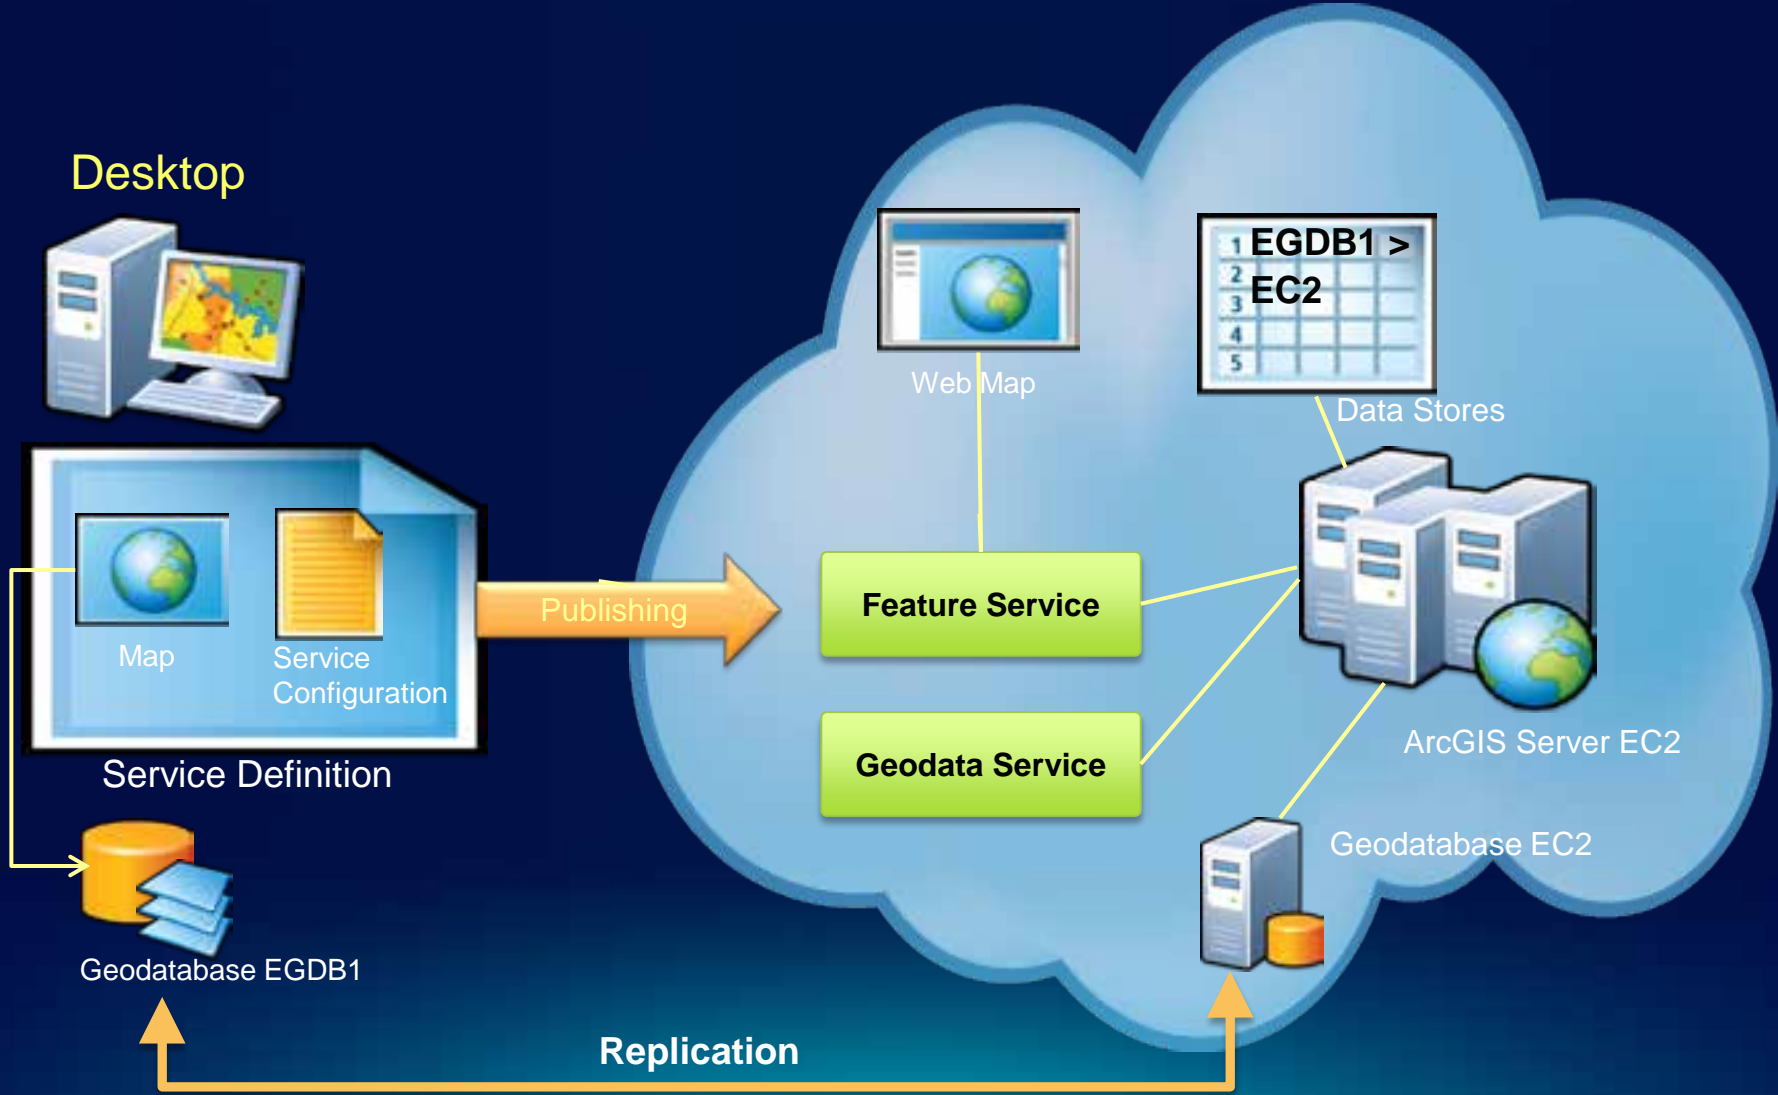 Desktop
Map
Service
Configuration
Service Definition
Geodatabase EGDB1
Publishing
Web Map
1 EGDB1 >
2 EC2
3
4
5
Data Stores
Feature Service
Geodata Service
ArcGIS Server EC2
Geodatabase EC2
Replication